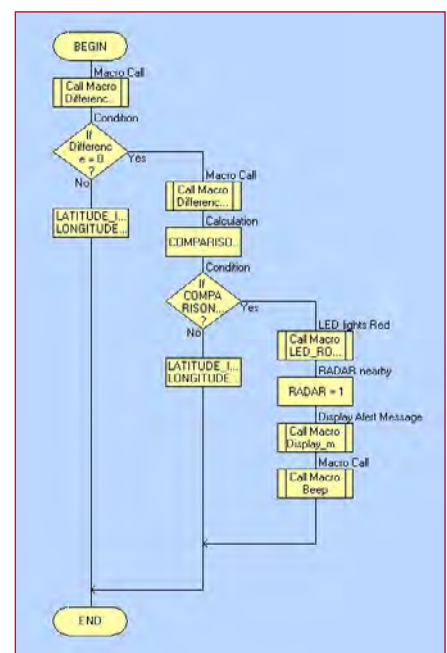 BEGIN
Macro Call
Call Macro
Differenc...
Condition
If
Differenc
e = 0
?
Yes
No
LATITUDE_I...
LONGITUDE...
Macro Call
Call Macro
Differenc...
Calculation
COMPARISO...
Condition
If
COMPA
RISON...
?
Yes
No
LATITUDE_I...
LONGITUDE...
LED lights Red
Call Macro
LED_RO...
RADAR nearby
RADAR = 1
Display Alert Message
Call Macro
Display_m...
Macro Call
Call Macro
Beep
END